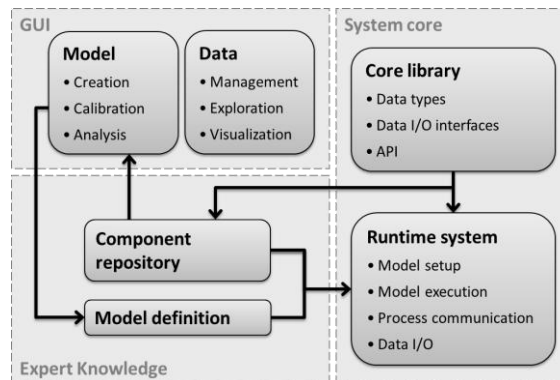 GUI
Model
• Creation
• Calibration
• Analysis
Data
• Management
• Exploration
• Visualization
System core
Core library
• Data types
• Data I/O interfaces
• API
Component
repository
Model definition
Expert Knowledge
Runtime system
• Model setup
• Model execution
• Process communication
• Data I/O